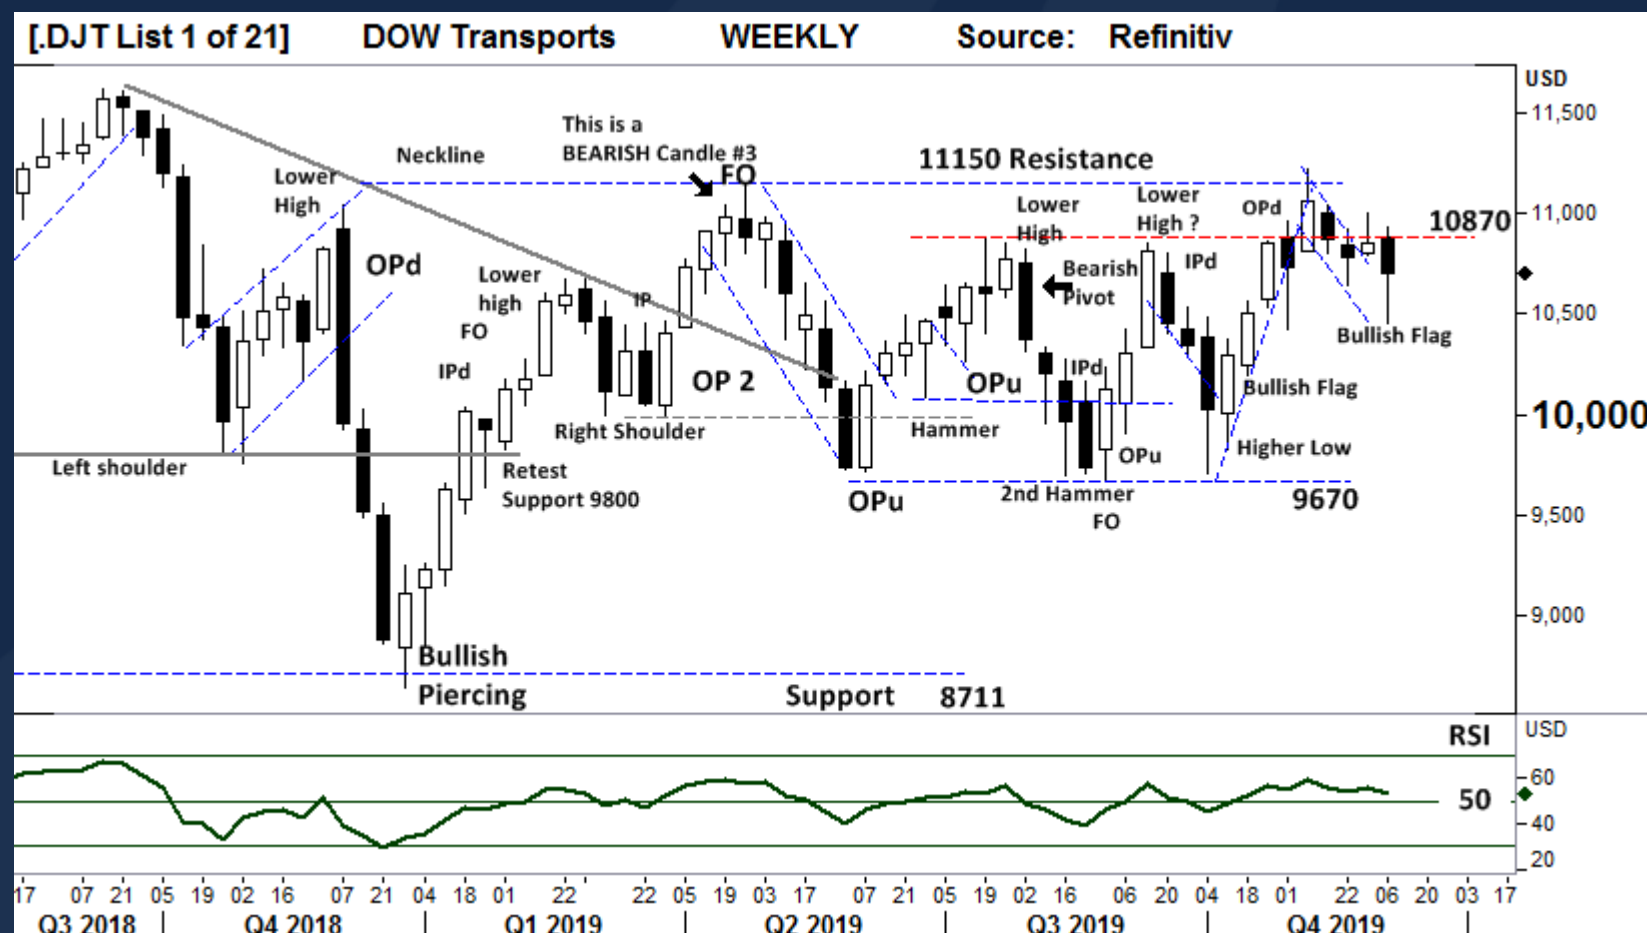 [.DJT List 1 of 21] DOW Transports WEEKLY Source: Refinitiv
USD
11,500
This is a
BEARISH Candle #3
Neckline
11150 Resistance
FO
Lower
High
Lower
High
Lower
High ?
OPd
11,000
10870
OPd
Lower
high
IP
Bearish
Pivot
IPd
FO
10,500
Bullish Flag
IPd
OP 2
OPu
IPd
Bullish Flag
10,000
Right Shoulder
Hammer
Left shoulder
Retest
Support 9800
OPu
Higher Low
OPu
2nd Hammer
FO
9670
9,500
9,000
Bullish
Piercing
Support 8711
RSI
USD
60
50
40
20
17 07 21 05 19 02 16 07 21 04 18 01 22 22 05 19 03 17 07 21 05 19 02 16 06 20 04 18 01 22 06 20 03 17
Q3 2018 Q4 2018 Q1 2019 Q2 2019 Q3 2019 Q4 2019